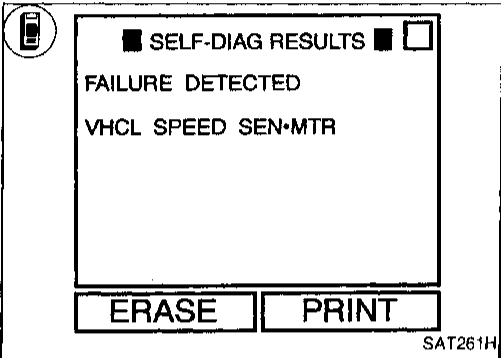 SELF-DIAG RESULTS
FAILURE DETECTED
VHCL SPEED SEN•MTR
ERASE PRINT
SAT261H